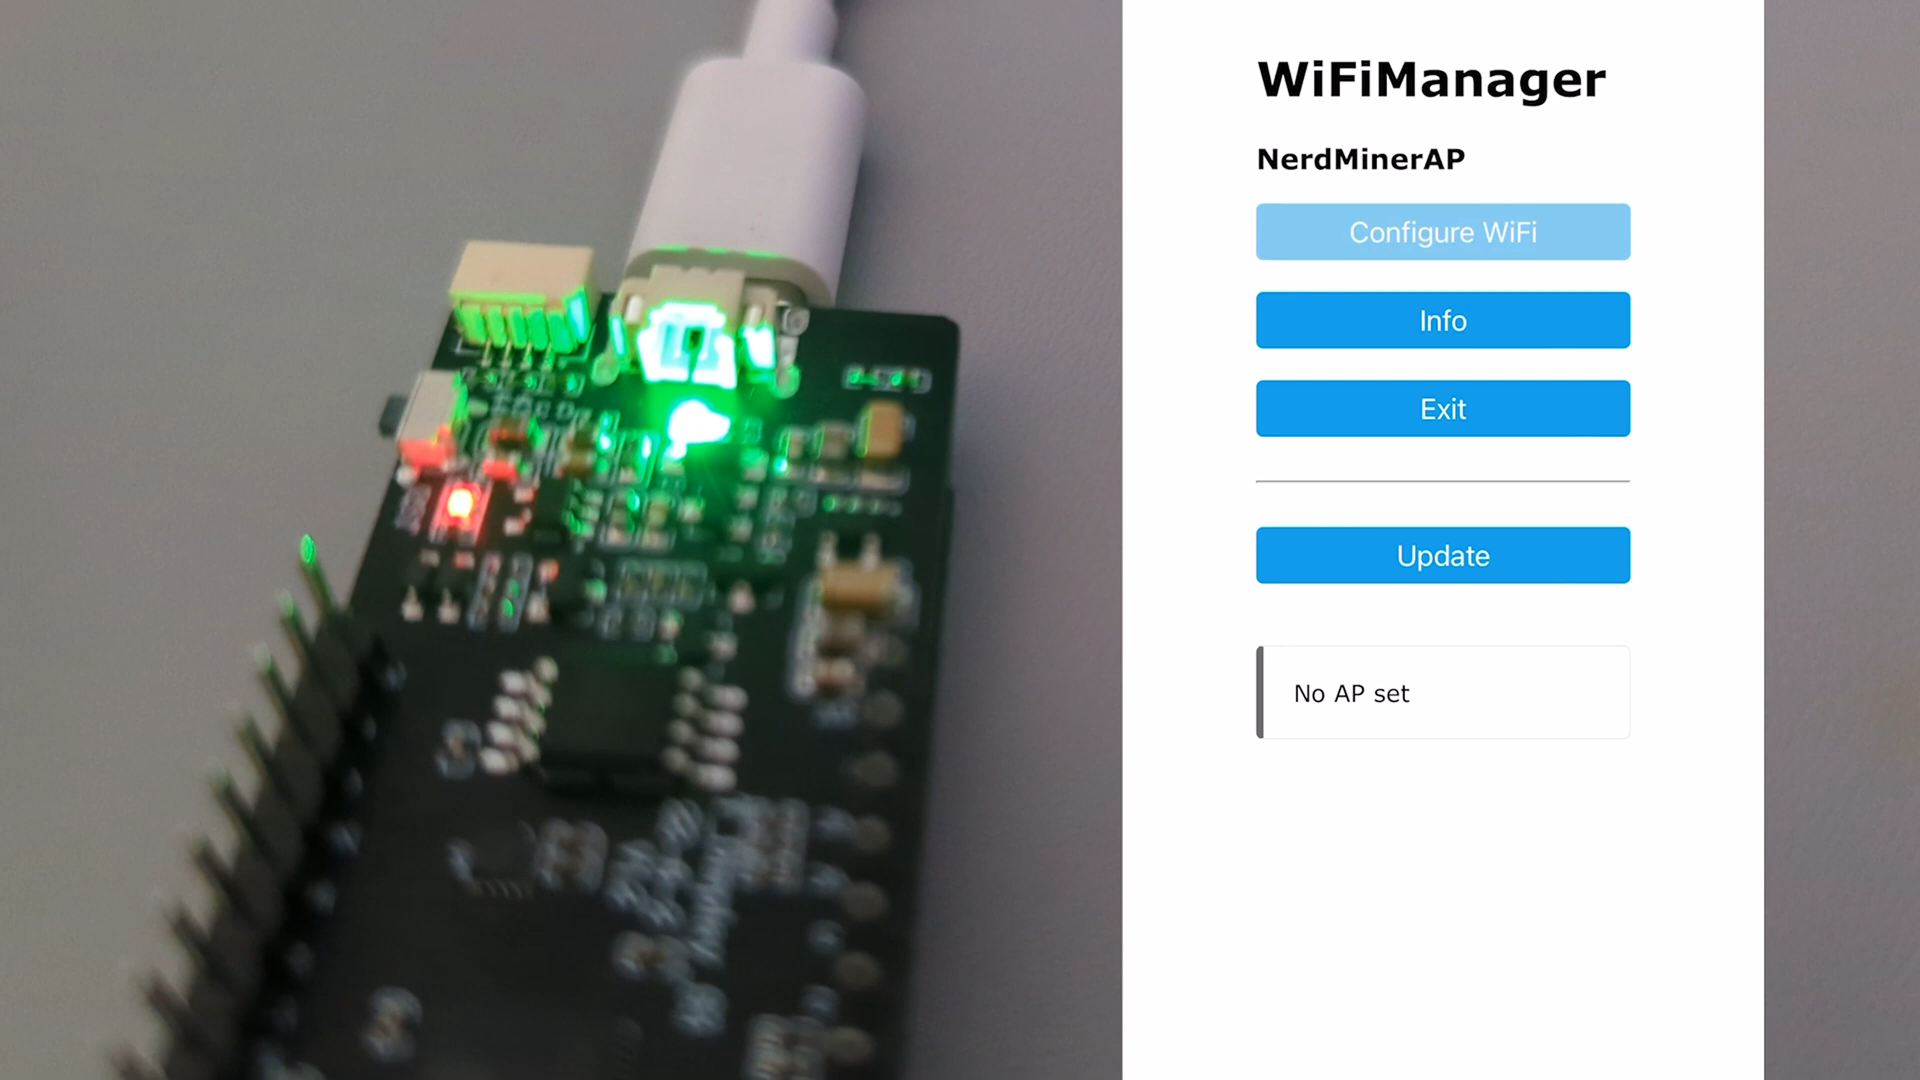 WiFiManager
NerdMinerAP
Configure WiFi
Info
Exit
Update
No AP set